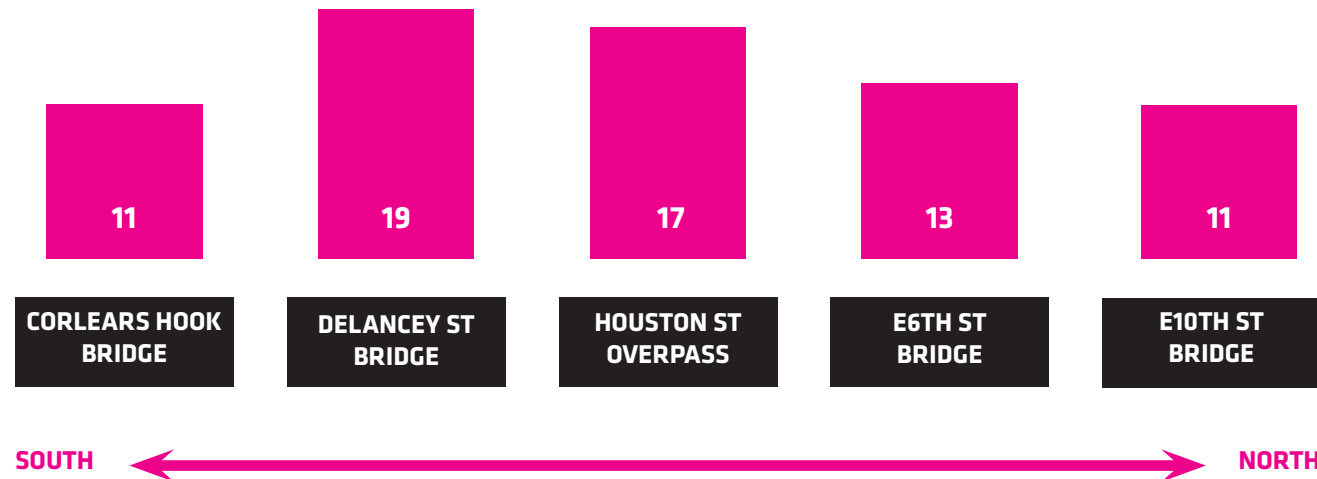 11
19
17
13
11
CORLEARS HOOK
BRIDGE
DELANCEY ST
BRIDGE
HOUSTON ST
OVERPASS
E6TH ST
BRIDGE
E10TH ST
BRIDGE
SOUTH
NORTH